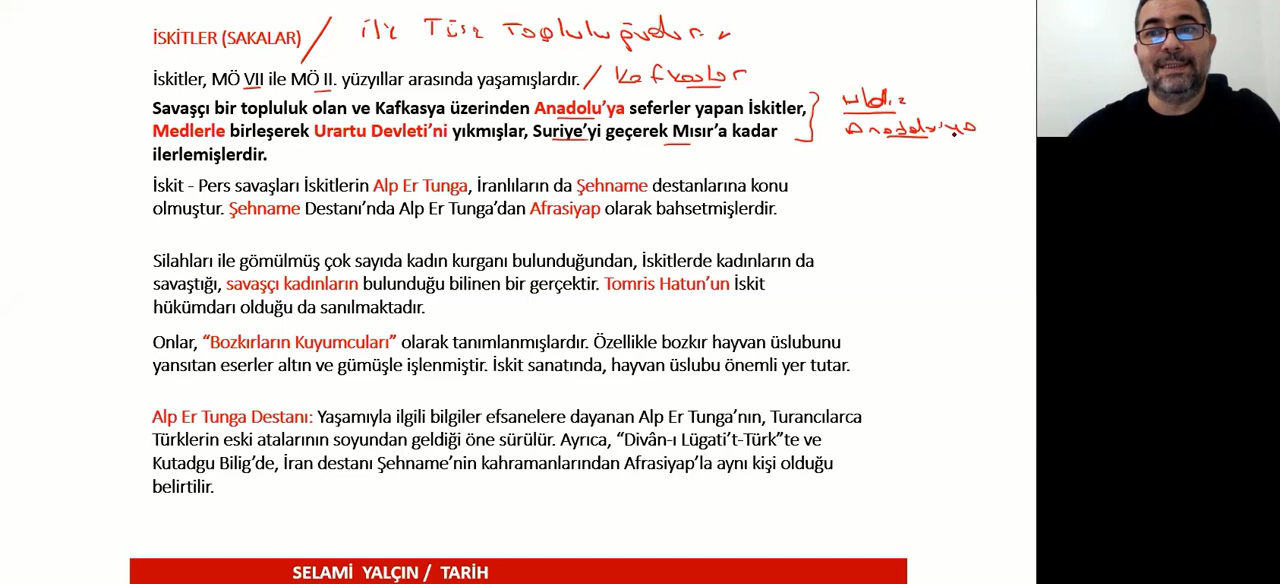 İSKİTLER (SAKALAR) / ilk Türk Topluluğudur
İskitler, MÖ VII ile MÖ II. yüzyıllar arasında yaşamışlardır. / Kafkaslar
Savaşçı bir topluluk olan ve Kafkasya üzerinden Anadolu’ya seferler yapan İskitler,
Medlerle birleşerek Urartu Devleti’ni yıkmışlar, Suriye’yi geçerek Mısır’a kadar
ilerlemişlerdir.
Anadolu'ya
İskit - Pers savaşları İskitlerin Alp Er Tunga, İranlıların da Şehname destanlarına konu
olmuştur. Şehname Destanı’nda Alp Er Tunga’dan Afrasiyap olarak bahsetmişlerdir.
Silahları ile gömülmüş çok sayıda kadın kurganı bulunduğundan, İskitlerde kadınların da
savaştığı, savaşçı kadınların bulunduğu bilinen bir gerçektir. Tomris Hatun’un İskit
hükümdarı olduğu da sanılmaktadır.
Onlar, “Bozkırların Kuyumcuları” olarak tanımlanmışlardır. Özellikle bozkır hayvan üslubunu
yansıtan eserler altın ve gümüşle işlenmiştir. İskit sanatında, hayvan üslubu önemli yer tutar.
Alp Er Tunga Destanı: Yaşamıyla ilgili bilgiler efsanelere dayanan Alp Er Tunga’nın, Turancılarca
Türklerin eski atalarının soyundan geldiği öne sürülür. Ayrıca, “Divân-ı Lügati’t-Türk”te ve
Kutadgu Bilig’de, İran destanı Şehname’nin kahramanlarından Afrasiyap’la aynı kişi olduğu
belirtilir.
SELAMİ YALÇIN / TARİH